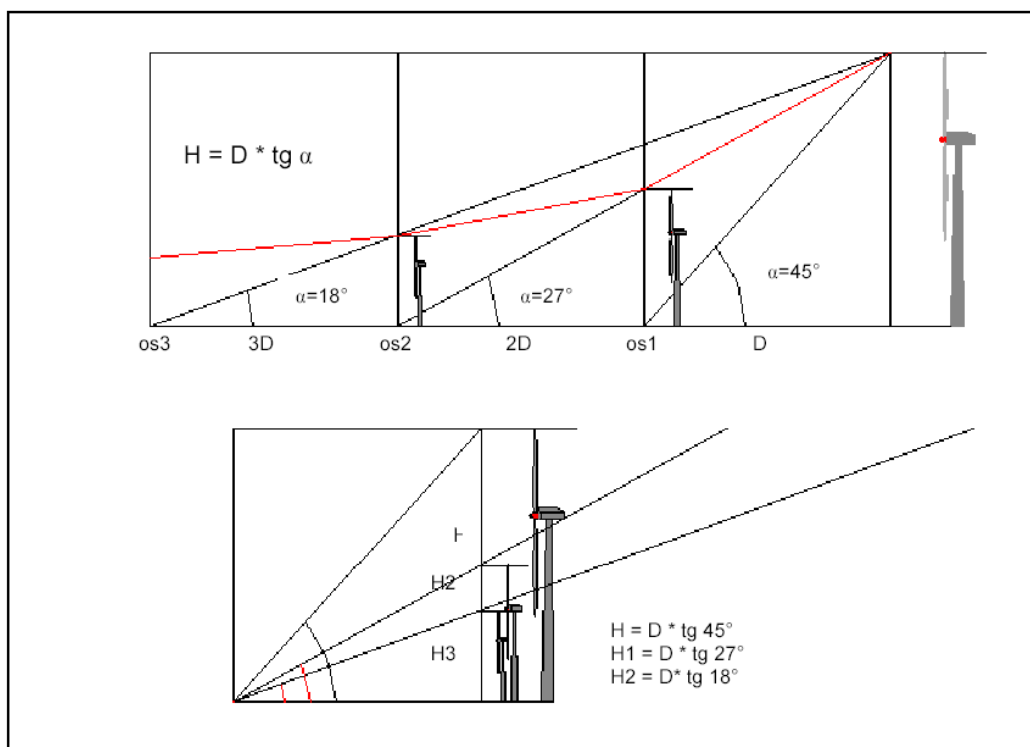 H = D * tg α
α=18°
α=27°
α=45°
os3
3D
os2
2D
os1
D
H2
H3
H = D * tg 45°
H1 = D * tg 27°
H2 = D* tg 18°